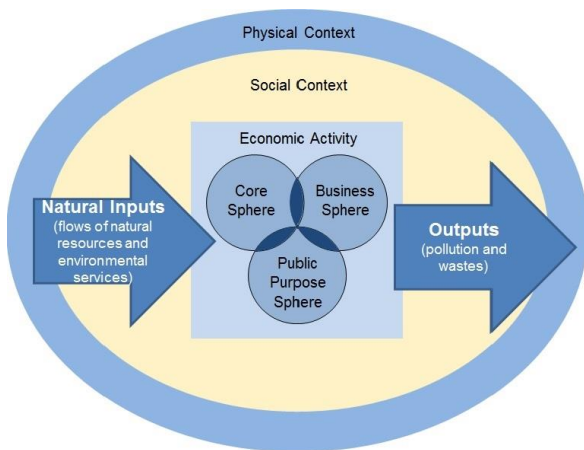 Physical Context
Social Context
Economic Activity
Core
Sphere
Business
Sphere
Public
Purpose
Sphere
Natural Inputs
(flows of natural
resources and
environmental
services)
Outputs
(pollution and
wastes)